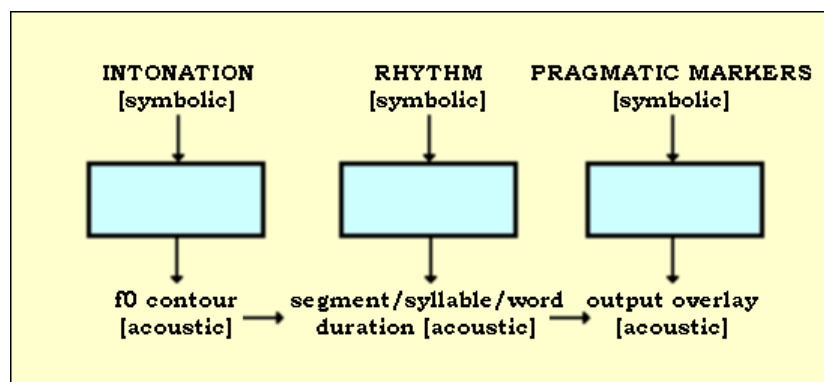 INTONATION
[symbolic]
RHYTHM
[symbolic]
PRAGMATIC MARKERS
[symbolic]
f0 contour
[acoustic]
segment/syllable/word
duration [acoustic]
output overlay
[acoustic]